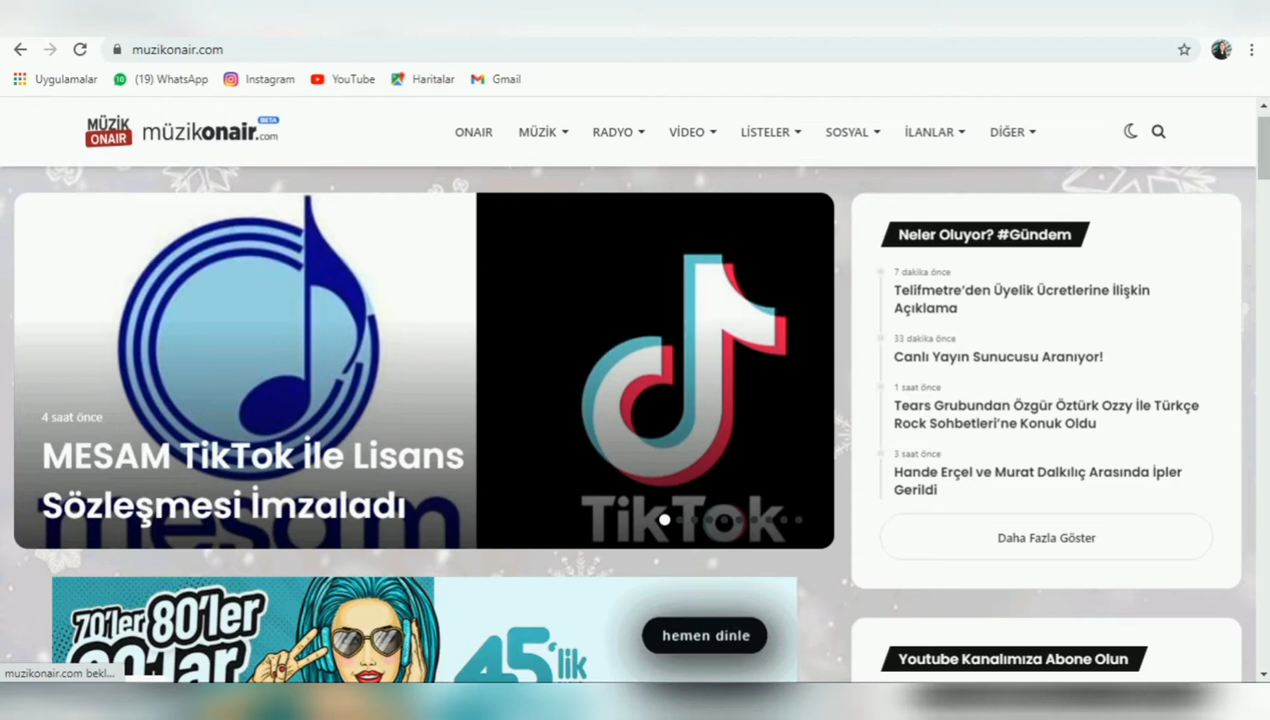 muzikonair.com
Uygulamalar
(19) WhatsApp
Instagram
YouTube
Haritalar
Gmail
MÜZİK
ONAIR
müzikonair.com
BETA
ONAIR
MÜZİK
RADYO
VİDEO
LİSTELER
SOSYAL
İLANLAR
DİĞER
4 saat önce
MESAM TikTok İle Lisans
Sözleşmesi İmzaladı
mesam
TikTok
Neler Oluyor? #Gündem
7 dakika önce
Telifmetre'den Üyelik Ücretlerine İlişkin
Açıklama
33 dakika önce
Canlı Yayın Sunucusu Aranıyor!
1 saat önce
Tears Grubundan Özgür Öztürk Ozzy İle Türkçe
Rock Sohbetleri'ne Konuk Oldu
3 saat önce
Hande Erçel ve Murat Dalkılıç Arasında İpler
Gerildi
Daha Fazla Göster
70'ler 80'ler
90'lar
45'lik
hemen dinle
Youtube Kanalımıza Abone Olun
muzikonair.com bekl...